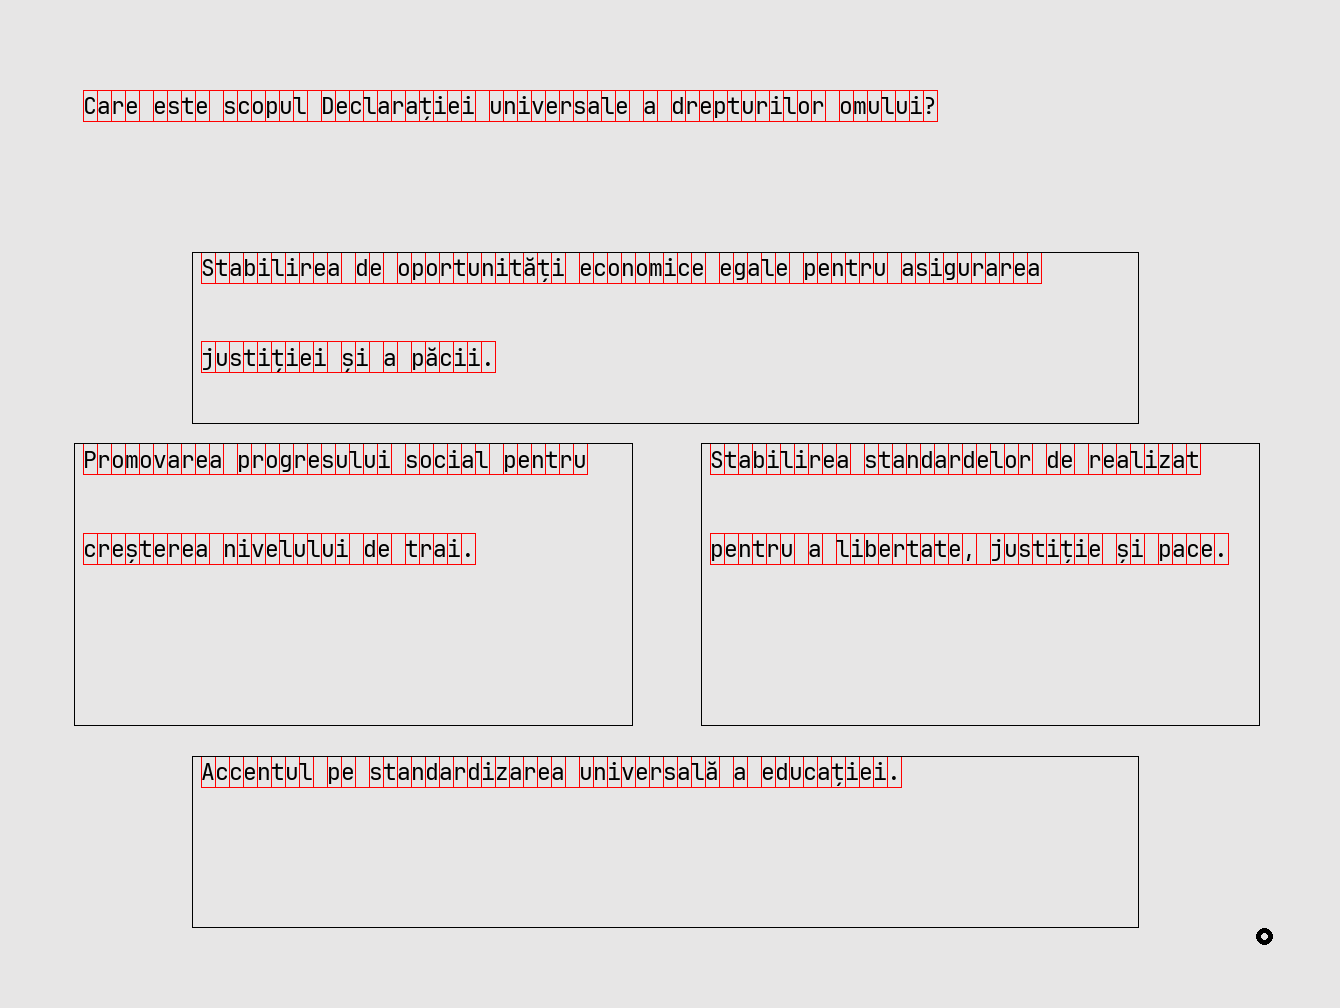 Care este scopul Declarației universale a drepturilor omului?
Stabilirea de oportunități economice egale pentru asigurarea
justiției și a păcii.
Promovarea progresului social pentru
creșterea nivelului de trai.
Stabilirea standardelor de realizat
pentru a libertate, justiție și pace.
Accentul pe standardizarea universală a educației.